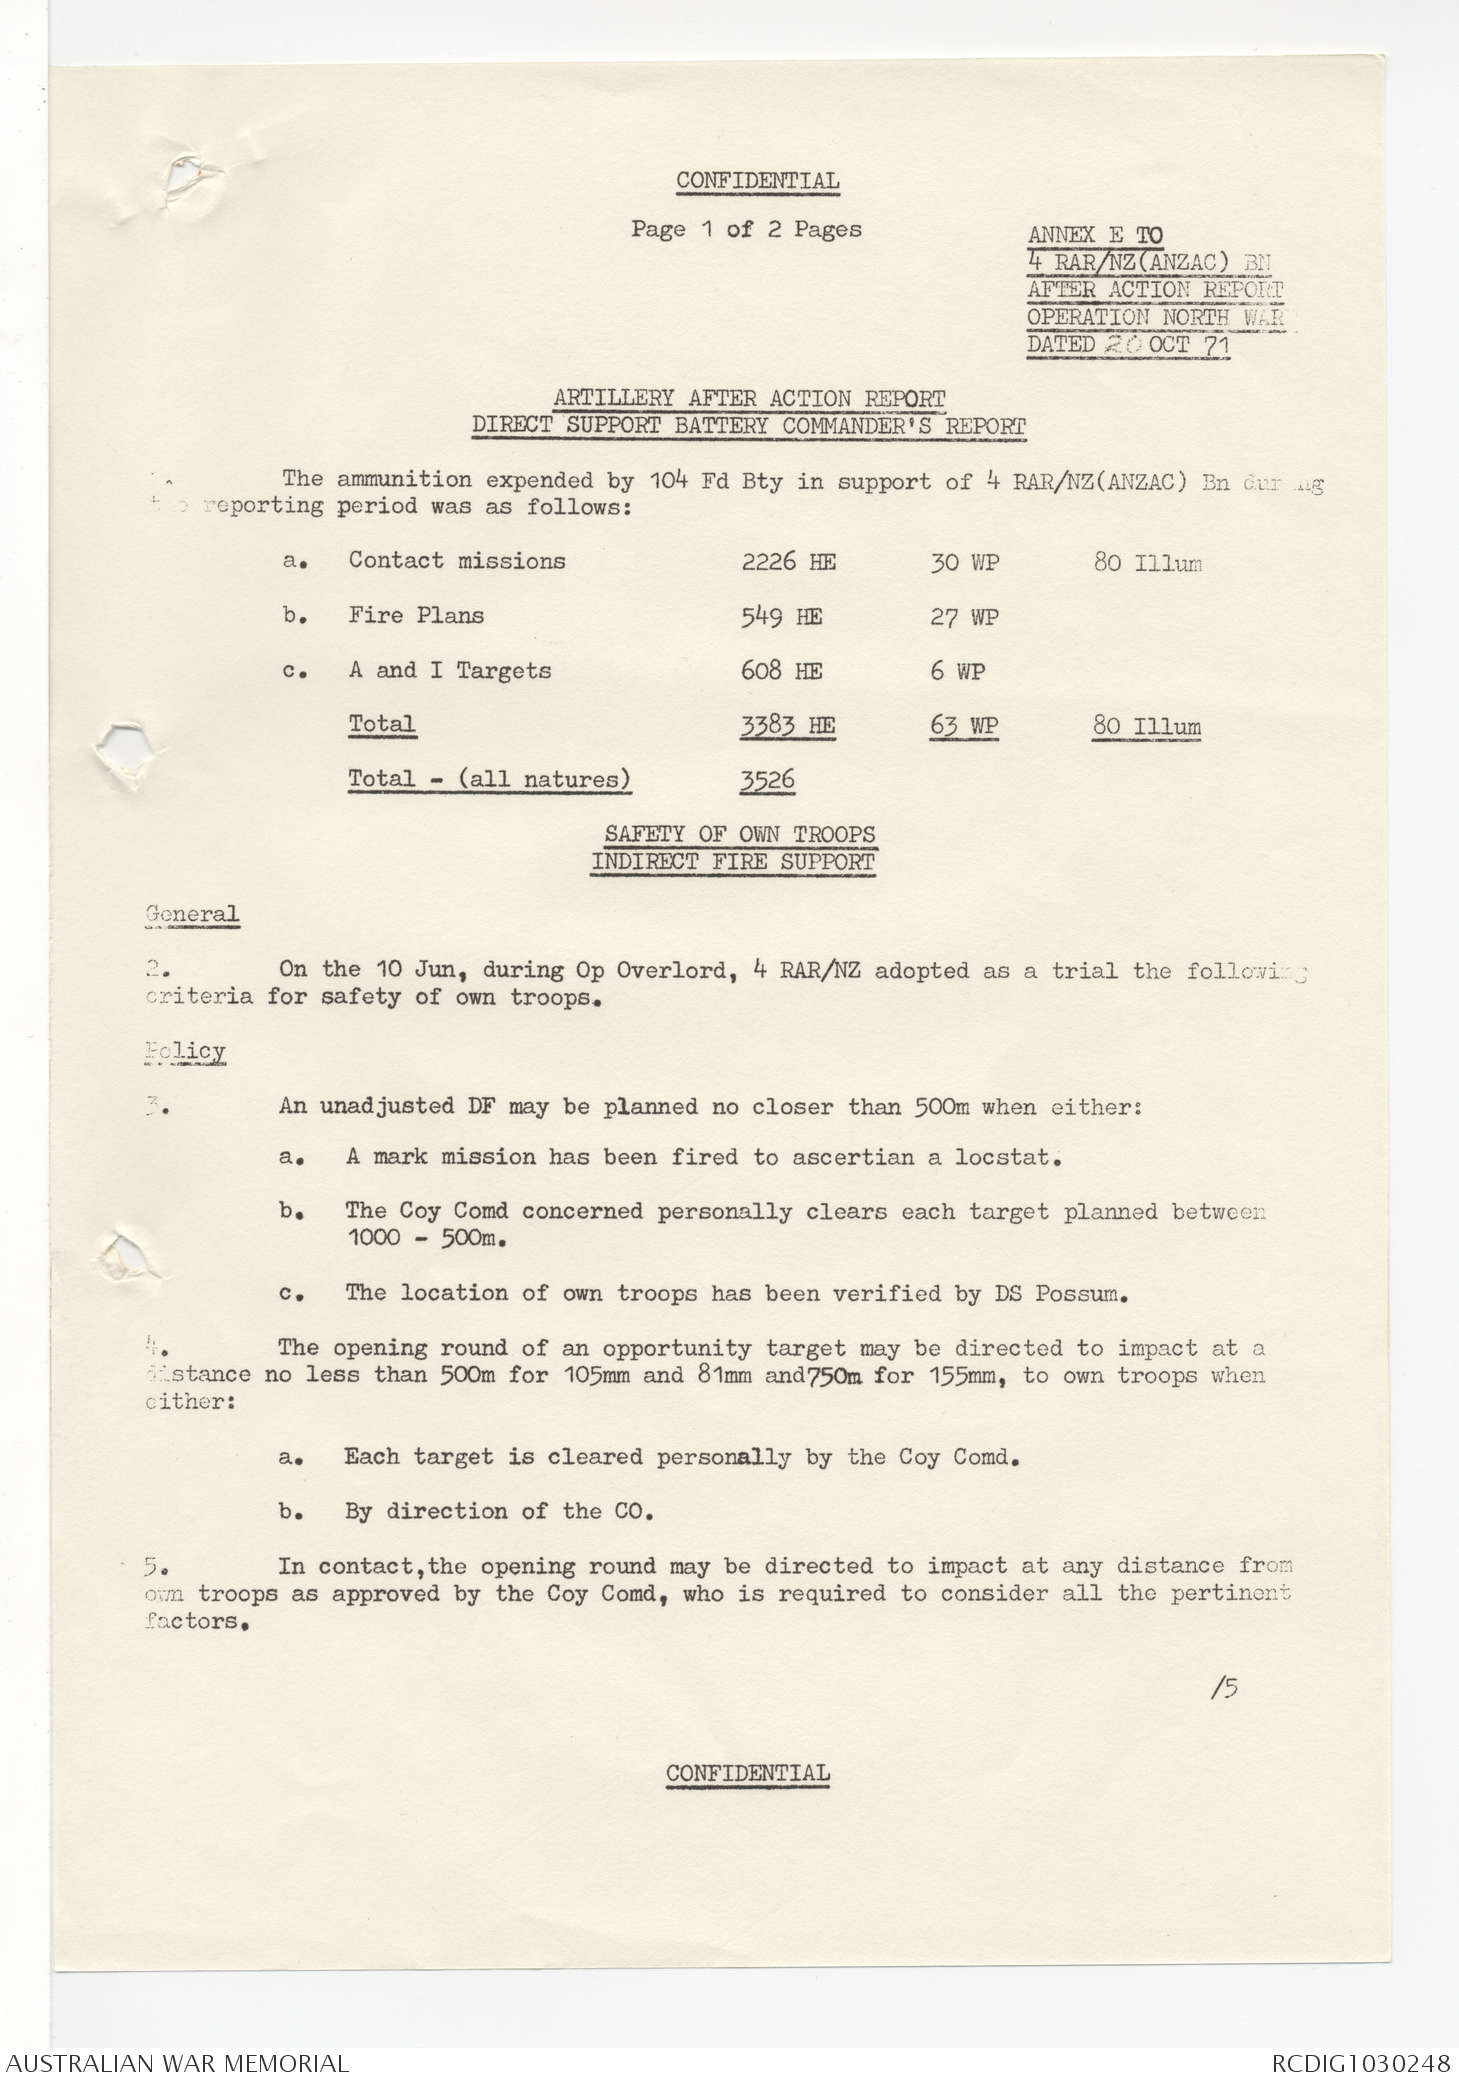 CONFIDENTIAL
Page 1 of 2 Pages
ANNEX E TO
4 RAR/NZ(ANZAC) BN
AFTER ACTION REPORT
OPERATION NORTH WAR
DATED 20 OCT 71
ARTILLERY AFTER ACTION REPORT
DIRECT SUPPORT BATTERY COMMANDER'S REPORT
The ammunition expended by 104 Fd Bty in support of 4 RAR/NZ(ANZAC) Bn during
the reporting period was as follows:
a. Contact missions 2226 HE 30 WP 80 Illum
b. Fire Plans 549 HE 27 WP
c. A and I Targets 608 HE 6 WP
Total 3383 HE 63 WP 80 Illum
Total - (all natures) 3526
SAFETY OF OWN TROOPS
INDIRECT FIRE SUPPORT
General
2. On the 10 Jun, during Op Overlord, 4 RAR/NZ adopted as a trial the following
criteria for safety of own troops.
Policy
3. An unadjusted DF may be planned no closer than 500m when either:
a. A mark mission has been fired to ascertian a locstat.
b. The Coy Comd concerned personally clears each target planned between
1000 - 500m.
c. The location of own troops has been verified by DS Possum.
4. The opening round of an opportunity target may be directed to impact at a
distance no less than 500m for 105mm and 81mm and750m for 155mm, to own troops when
either:
a. Each target is cleared personally by the Coy Comd.
b. By direction of the CO.
5. In contact,the opening round may be directed to impact at any distance from
own troops as approved by the Coy Comd, who is required to consider all the pertinent
factors.
/5
CONFIDENTIAL
AUSTRALIAN WAR MEMORIAL
RCDIG1030248